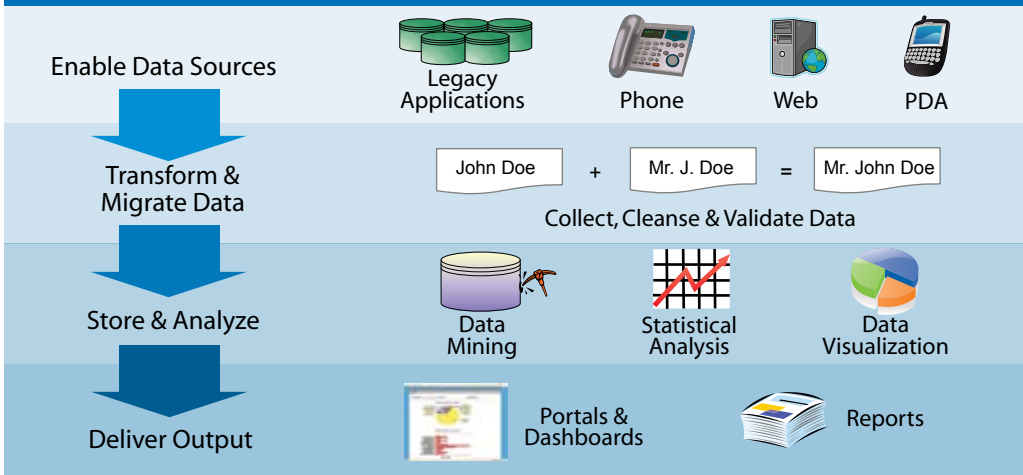 Enable Data Sources
Legacy
Applications
Phone
Web
PDA
Transform &
Migrate Data
John Doe
+
Mr. J. Doe
=
Mr. John Doe
Collect, Cleanse & Validate Data
Store & Analyze
Data
Mining
Statistical
Analysis
Data
Visualization
Deliver Output
Portals &
Dashboards
Reports